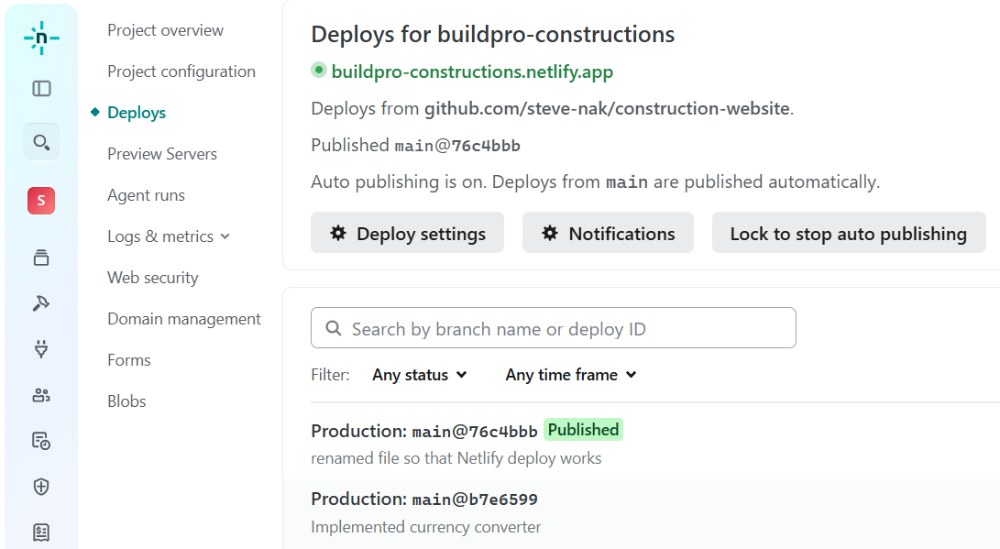 n
Project overview
Project configuration
Deploys
Preview Servers
S
Agent runs
Logs & metrics
Web security
Domain management
Forms
Blobs
Deploys for buildpro-constructions
buildpro-constructions.netlify.app
Deploys from github.com/steve-nak/construction-website.
Published main@76c4bbb
Auto publishing is on. Deploys from main are published automatically.
Deploy settings
Notifications
Lock to stop auto publishing
Search by branch name or deploy ID
Filter: Any status Any time frame
Production: main@76c4bbb Published
renamed file so that Netlify deploy works
Production: main@b7e6599
Implemented currency converter